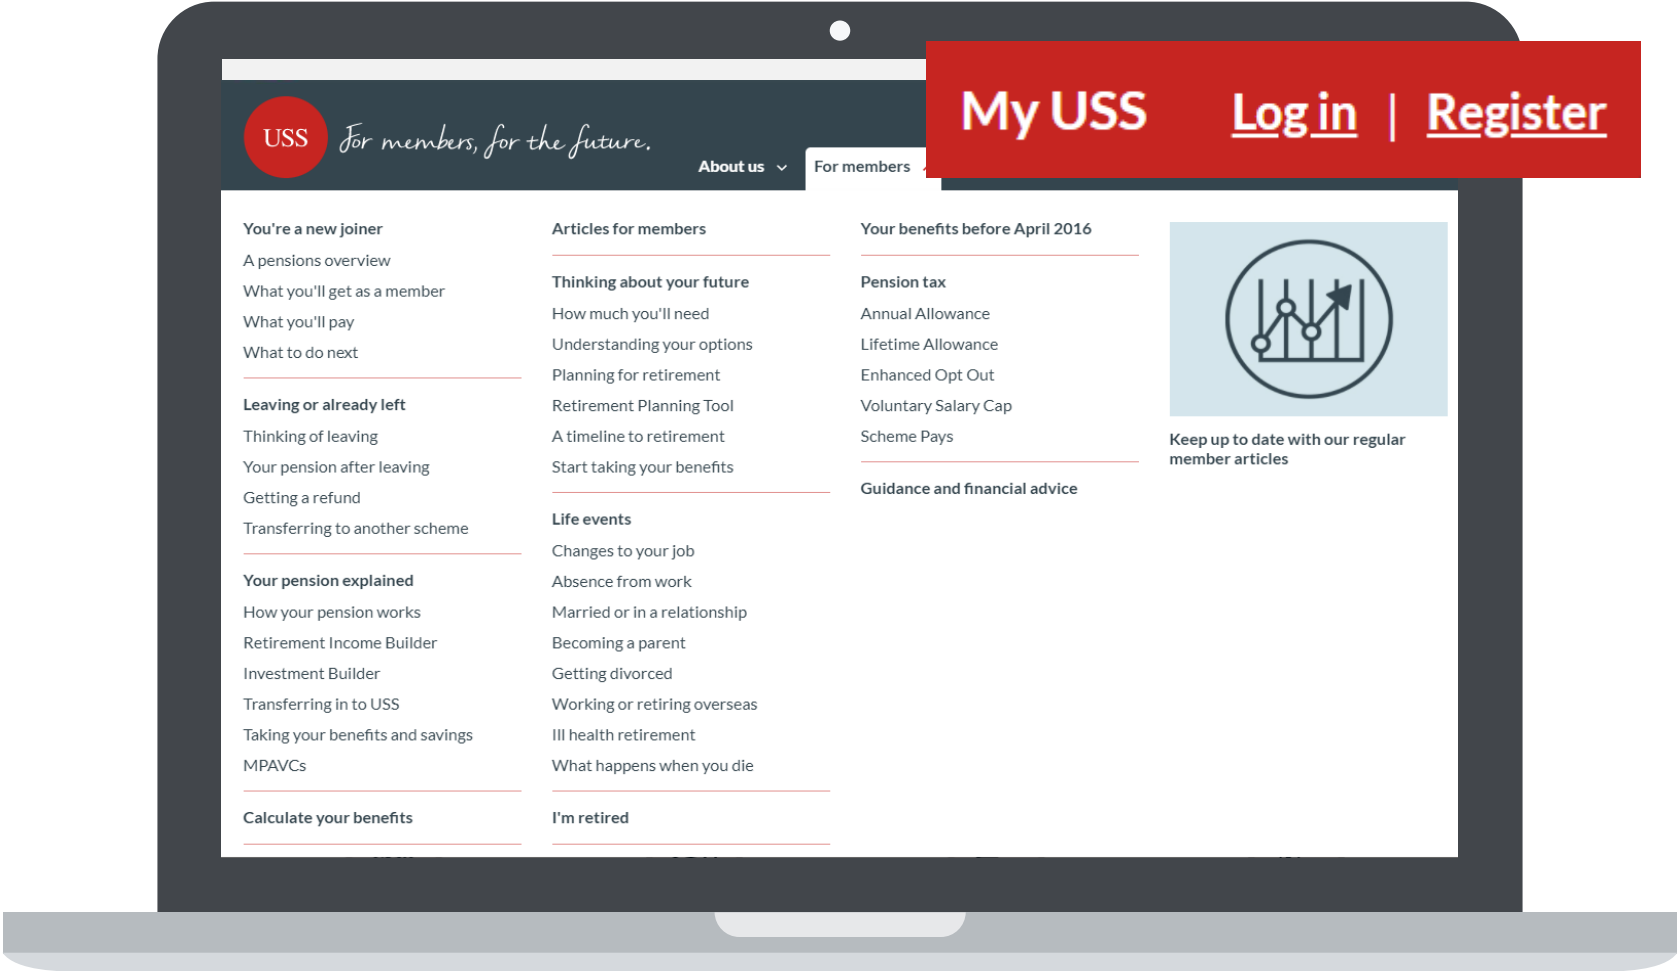 My USS Log in | Register
USS For members, for the future.
About us
For members
You're a new joiner
A pensions overview
What you'll get as a member
What you'll pay
What to do next
Leaving or already left
Thinking of leaving
Your pension after leaving
Getting a refund
Transferring to another scheme
Your pension explained
How your pension works
Retirement Income Builder
Investment Builder
Transferring in to USS
Taking your benefits and savings
MPAVCs
Calculate your benefits
Articles for members
Thinking about your future
How much you'll need
Understanding your options
Planning for retirement
Retirement Planning Tool
A timeline to retirement
Start taking your benefits
Life events
Changes to your job
Absence from work
Married or in a relationship
Becoming a parent
Getting divorced
Working or retiring overseas
Ill health retirement
What happens when you die
I'm retired
Your benefits before April 2016
Pension tax
Annual Allowance
Lifetime Allowance
Enhanced Opt Out
Voluntary Salary Cap
Scheme Pays
Guidance and financial advice
Keep up to date with our regular
member articles